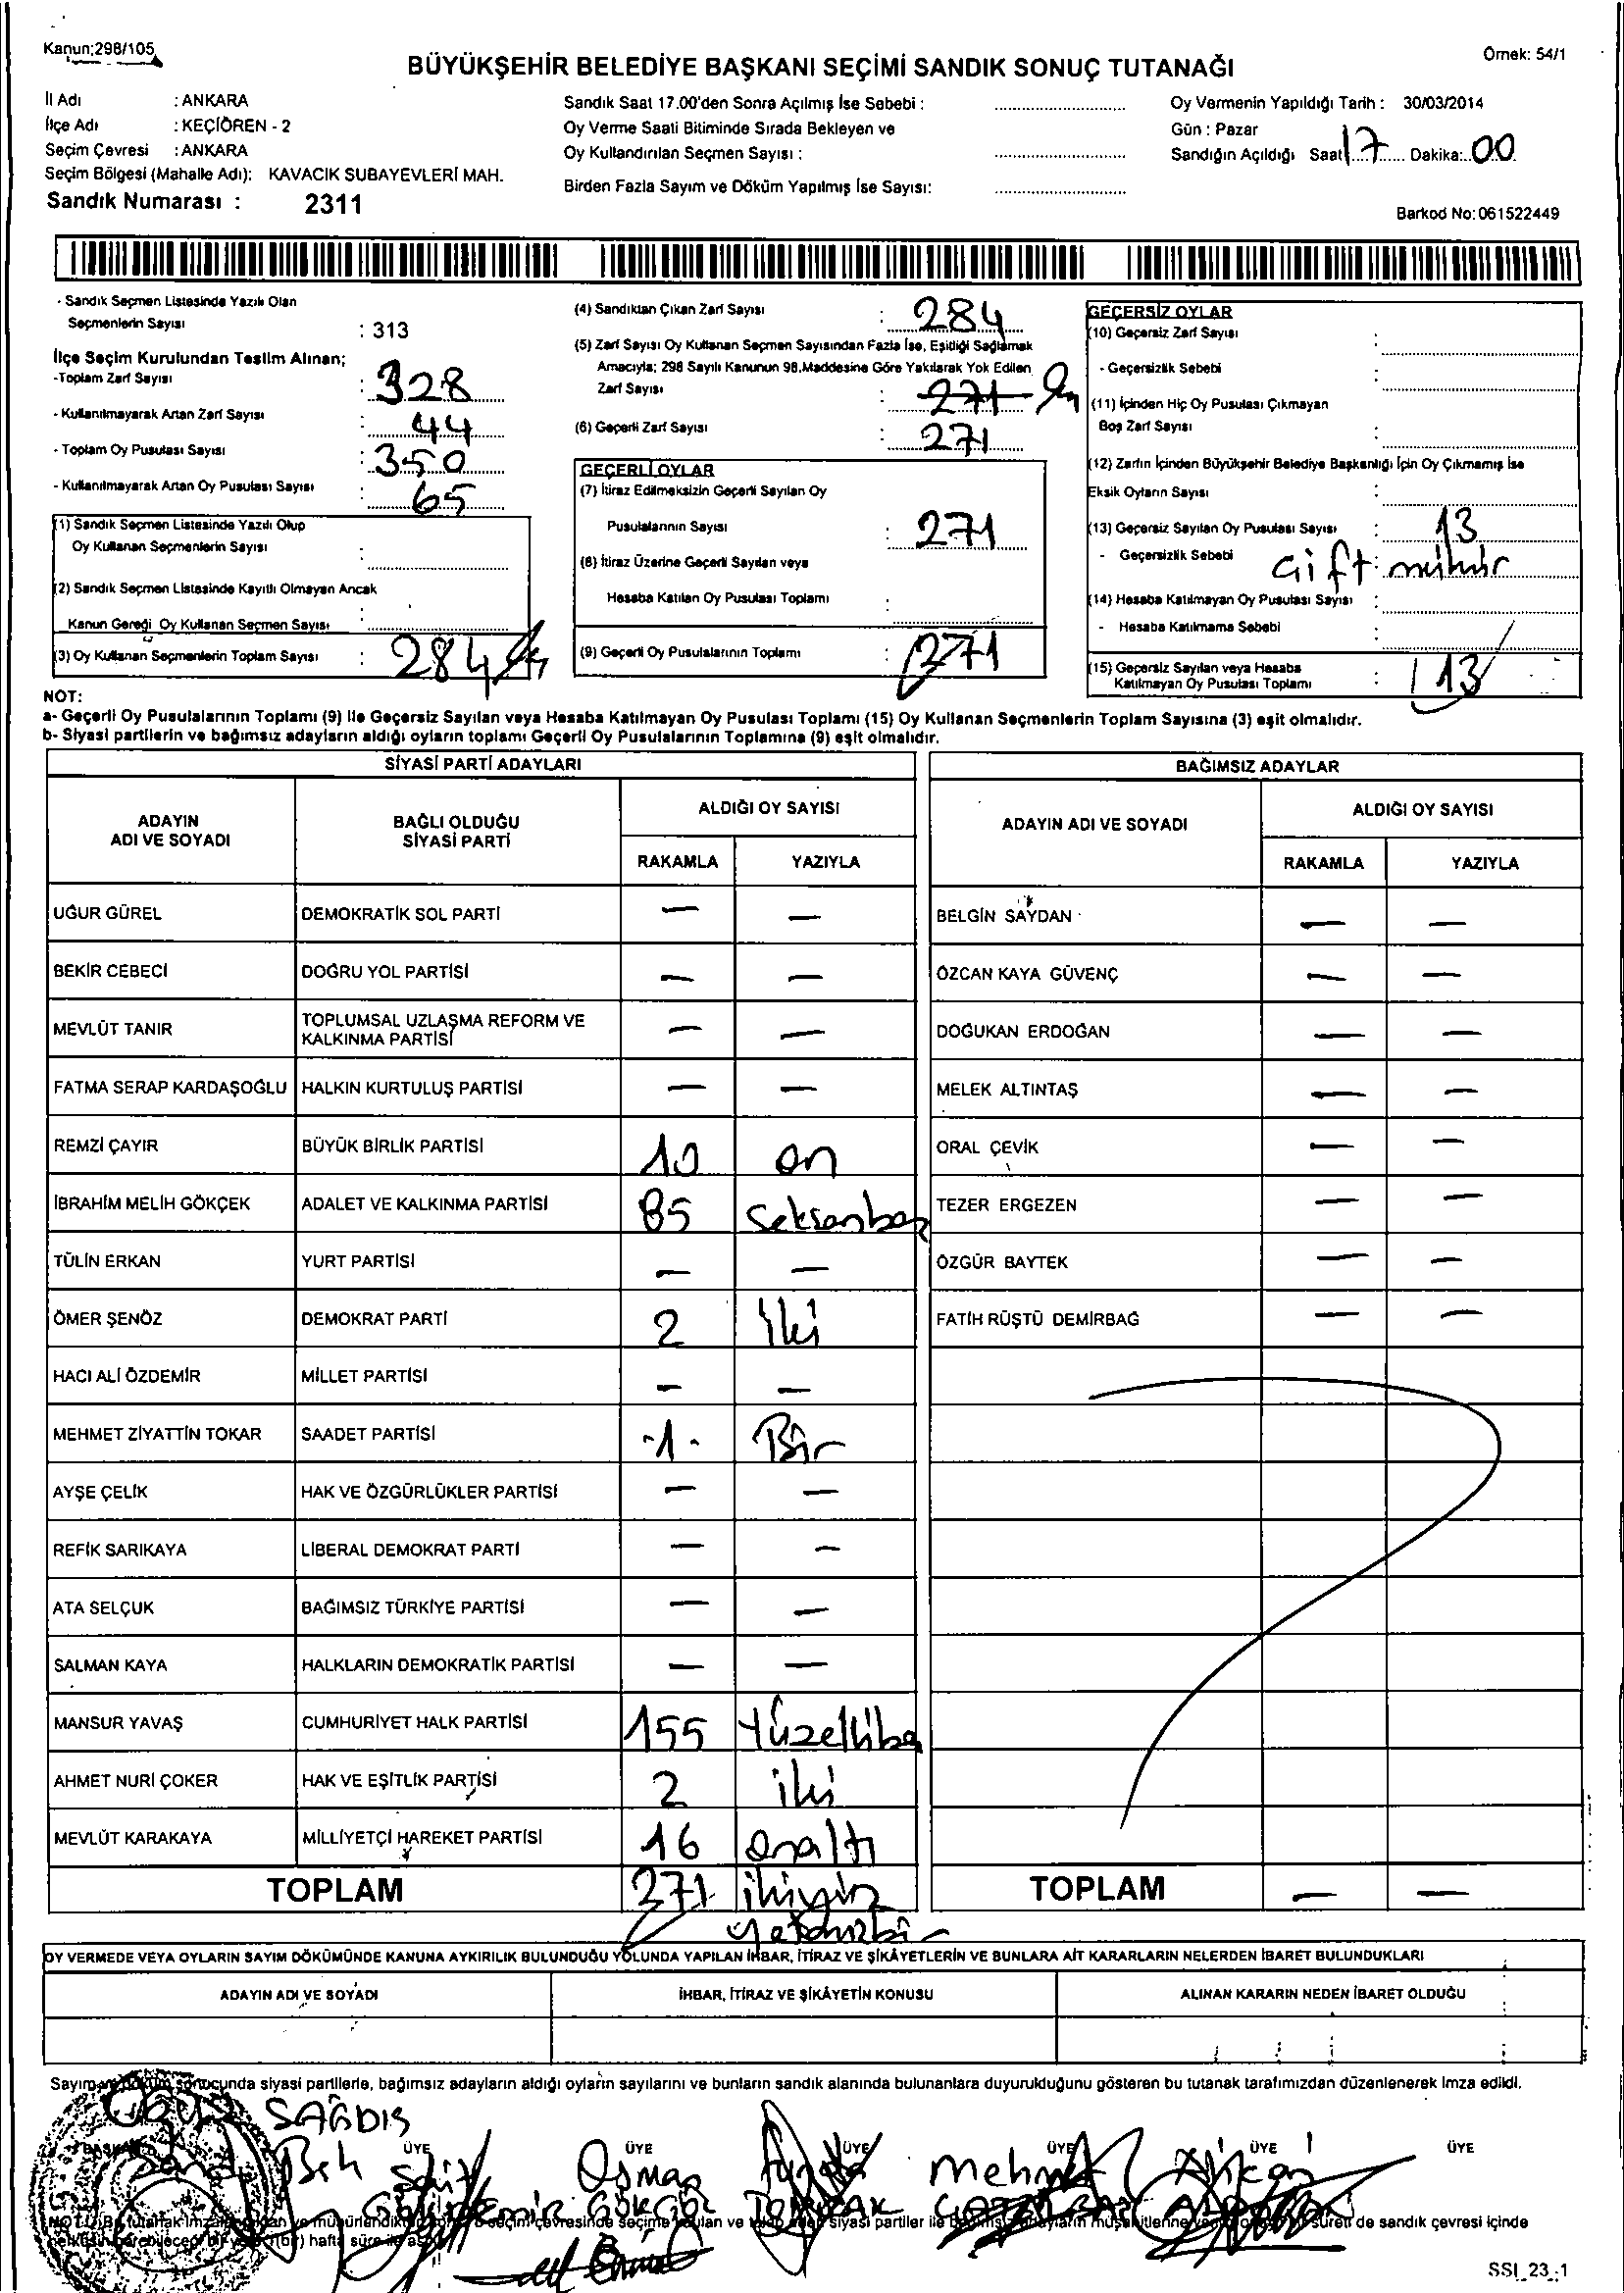 Kanun:298/105
Örnek: 54/1
BÜYÜKŞEHİR BELEDİYE BAŞKANI SEÇİMİ SANDIK SONUÇ TUTANAĞI
İl Adı : ANKARA
İlçe Adı : KEÇİÖREN - 2
Seçim Çevresi : ANKARA
Seçim Bölgesi (Mahalle Adı): KAVACIK SUBAYEVLERİ MAH.
Sandık Numarası : 2311
Sandık Saat 17.00'den Sonra Açılmış İse Sebebi :
Oy Verme Saati Bitiminde Sırada Bekleyen ve
Oy Kullandırılan Seçmen Sayısı :
Birden Fazla Sayım ve Döküm Yapılmış İse Sayısı:
Oy Vermenin Yapıldığı Tarih : 30/03/2014
Gün : Pazar
Sandığın Açıldığı Saat 17 Dakika: 00
Barkod No: 061522449
- Sandık Seçmen Listesinde Yazılı Olan
Seçmenlerin Sayısı : 313
İlçe Seçim Kurulundan Teslim Alınan;
-Toplam Zarf Sayısı : 328
- Kullanılmayarak Artan Zarf Sayısı : 44
- Toplam Oy Pusulası Sayısı : 350
- Kullanılmayarak Artan Oy Pusulası Sayısı : 65
(1) Sandık Seçmen Listesinde Yazılı Olup
Oy Kullanan Seçmenlerin Sayısı :
(2) Sandık Seçmen Listesinde Kayıtlı Olmayan Ancak
Kanun Gereği Oy Kullanan Seçmen Sayısı :
(3) Oy Kullanan Seçmenlerin Toplam Sayısı : 284
(4) Sandıktan Çıkan Zarf Sayısı : 284
(5) Zarf Sayısı Oy Kullanan Seçmen Sayısından Fazla İse, Eşitliği Sağlamak
Amacıyla; 298 Sayılı Kanunun 98.Maddesine Göre Yakılarak Yok Edilen
Zarf Sayısı : 271
(6) Geçerli Zarf Sayısı : 271
GEÇERLİ OYLAR
(7) İtiraz Edilmeksizin Geçerli Sayılan Oy
Pusulalarının Sayısı : 271
(8) İtiraz Üzerine Geçerli Sayılan veya
Hesaba Katılan Oy Pusulası Toplamı :
(9) Geçerli Oy Pusulalarının Toplamı : 271
GEÇERSİZ OYLAR
(10) Geçersiz Zarf Sayısı :
- Geçersizlik Sebebi :
(11) İçinden Hiç Oy Pusulası Çıkmayan
Boş Zarf Sayısı :
(12) Zarfın İçinden Büyükşehir Belediye Başkanlığı İçin Oy Çıkmamış İse
Eksik Oyların Sayısı :
(13) Geçersiz Sayılan Oy Pusulası Sayısı : 13
- Geçersizlik Sebebi : Çift mühür
(14) Hesaba Katılmayan Oy Pusulası Sayısı :
- Hesaba Katılmama Sebebi :
(15) Geçersiz Sayılan veya Hesaba
Katılmayan Oy Pusulası Toplamı : 13
NOT:
a- Geçerli Oy Pusulalarının Toplamı (9) ile Geçersiz Sayılan veya Hesaba Katılmayan Oy Pusulası Toplamı (15) Oy Kullanan Seçmenlerin Toplam Sayısına (3) eşit olmalıdır.
b- Siyasi partilerin ve bağımsız adayların aldığı oyların toplamı Geçerli Oy Pusulalarının Toplamına (9) eşit olmalıdır.
SİYASİ PARTİ ADAYLARI
ADAYIN ADI VE SOYADI
BAĞLI OLDUĞU SİYASİ PARTİ
ALDIĞI OY SAYISI
RAKAMLA YAZIYLA
UĞUR GÜREL DEMOKRATİK SOL PARTİ — —
BEKİR CEBECİ DOĞRU YOL PARTİSİ — —
MEVLÜT TANIR TOPLUMSAL UZLAŞMA REFORM VE KALKINMA PARTİSİ — —
FATMA SERAP KARDAŞOĞLU HALKIN KURTULUŞ PARTİSİ — —
REMZİ ÇAYIR BÜYÜK BİRLİK PARTİSİ 10 on
İBRAHİM MELİH GÖKÇEK ADALET VE KALKINMA PARTİSİ 85 Seksenbeş
TÜLİN ERKAN YURT PARTİSİ — —
ÖMER ŞENÖZ DEMOKRAT PARTİ 2 iki
HACI ALİ ÖZDEMİR MİLLET PARTİSİ — —
MEHMET ZİYATTİN TOKAR SAADET PARTİSİ -1- Bir
AYŞE ÇELİK HAK VE ÖZGÜRLÜKLER PARTİSİ — —
REFİK SARIKAYA LİBERAL DEMOKRAT PARTİ — —
ATA SELÇUK BAĞIMSIZ TÜRKİYE PARTİSİ — —
SALMAN KAYA HALKLARIN DEMOKRATİK PARTİSİ — —
MANSUR YAVAŞ CUMHURİYET HALK PARTİSİ 155 Yüzellibe
AHMET NURİ ÇOKER HAK VE EŞİTLİK PARTİSİ 2 iki
MEVLÜT KARAKAYA MİLLİYETÇİ HAREKET PARTİSİ 16 onaltı
TOPLAM 271 ikiyüz
yetmişbir
BAĞIMSIZ ADAYLAR
ADAYIN ADI VE SOYADI
ALDIĞI OY SAYISI
RAKAMLA YAZIYLA
BELGİN SAYDAN — —
ÖZCAN KAYA GÜVENÇ — —
DOĞUKAN ERDOĞAN — —
MELEK ALTINTAŞ — —
ORAL ÇEVİK — —
TEZER ERGEZEN — —
ÖZGÜR BAYTEK — —
FATİH RÜŞTÜ DEMİRBAĞ — —
TOPLAM — —
OY VERMEDE VEYA OYLARIN SAYIM DÖKÜMÜNDE KANUNA AYKIRILIK BULUNDUĞU YOLUNDA YAPILAN İHBAR, İTİRAZ VE ŞİKÂYETLERİN VE BUNLARA AİT KARARLARIN NELERDEN İBARET BULUNDUKLARI
ADAYIN ADI VE SOYADI
İHBAR, İTİRAZ VE ŞİKÂYETİN KONUSU
ALINAN KARARIN NEDEN İBARET OLDUĞU
Sayım ve döküm sonucunda siyasi partilerle, bağımsız adayların aldığı oyların sayılarını ve bunların sandık alanında bulunanlara duyurulduğunu gösteren bu tutanak tarafımızdan düzenlenerek imza edildi.
SAĞDIŞ
BAŞKAN ÜYE ÜYE ÜYE ÜYE ÜYE ÜYE
Osman Mehmet
seçim çevresinde seçime katılan ve siyasi partiler ile sureti de sandık çevresi içinde
hafta süre ile
SSİ_23_1